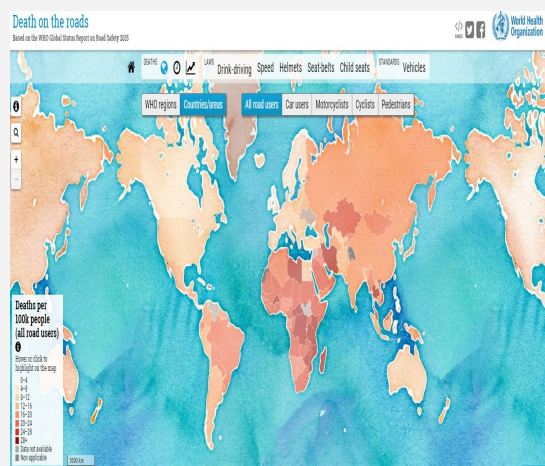 Death on the roads
Based on the WHO Global Status Report on Road Safety 2015
World Health
Organization
DEATHS
LAWS
Drink-driving Speed Helmets Seat-belts Child seats
STANDARDS
Vehicles
WHO regions Countries/areas
All road users Car users Motorcyclists Cyclists Pedestrians
+
-
Deaths per
100k people
(all road users)
Hover or click to
highlight on the map
0-4
4-8
8-12
12-16
16-20
20-24
24-28
28+
Data not available
Non applicable
1000 km